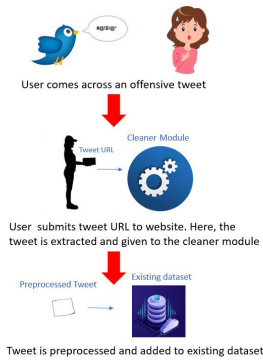 #@!$!@'
User comes across an offensive tweet
Cleaner Module
Tweet URL
User submits tweet URL to website. Here, the
tweet is extracted and given to the cleaner module
Existing dataset
Preprocessed Tweet
Tweet is preprocessed and added to existing dataset